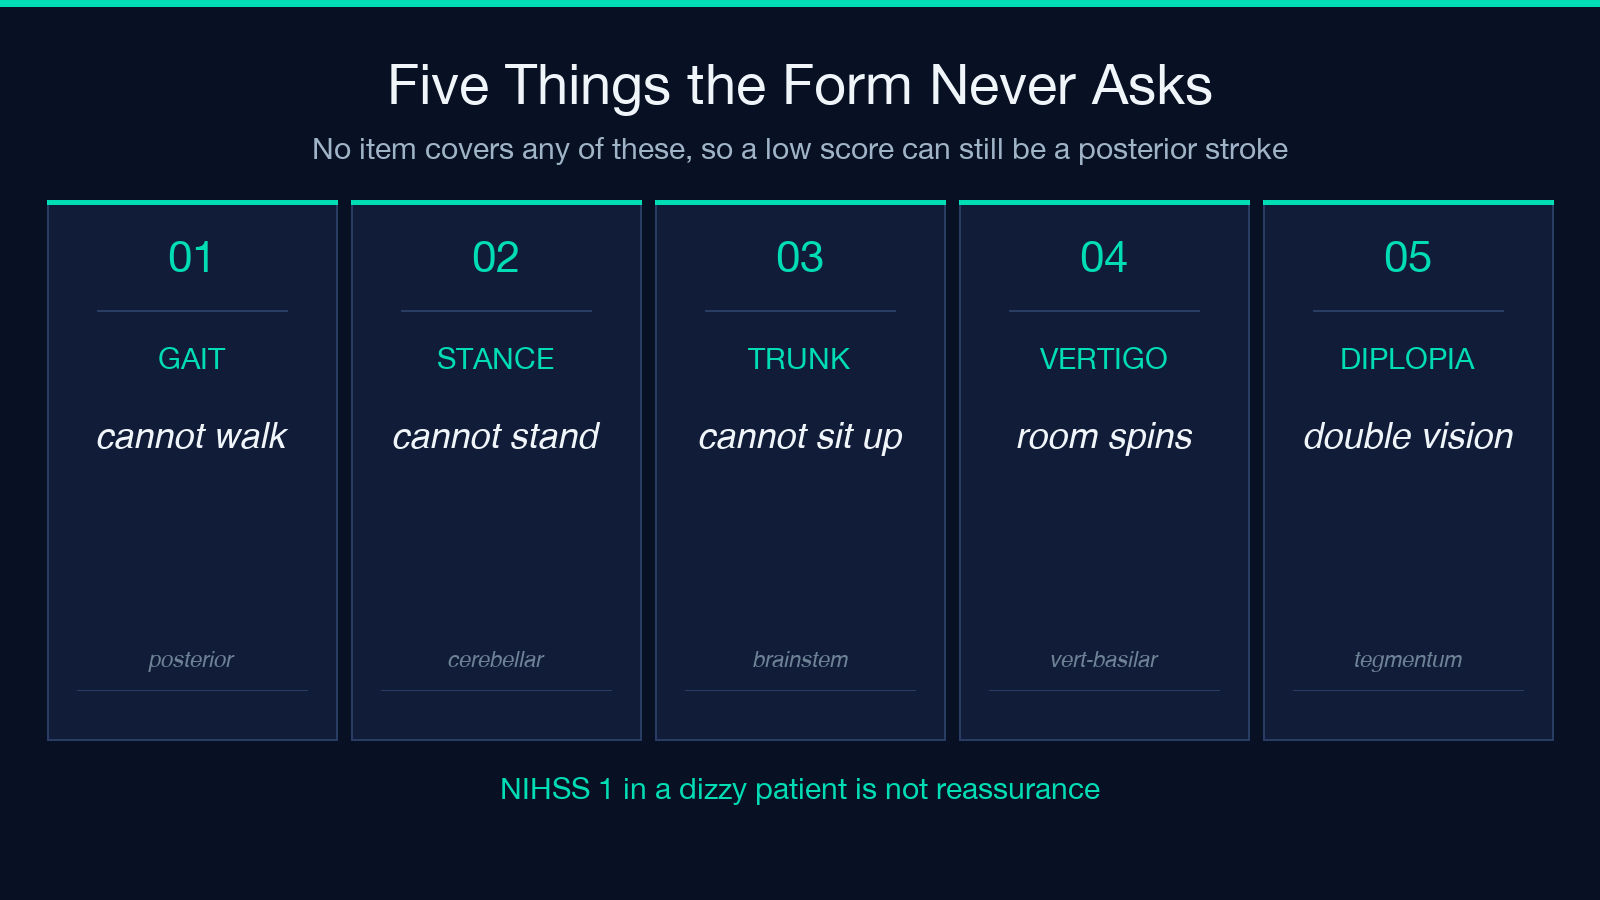 Five Things the Form Never Asks
No item covers any of these, so a low score can still be a posterior stroke
01
GAIT
cannot walk
posterior
02
STANCE
cannot stand
cerebellar
03
TRUNK
cannot sit up
brainstem
04
VERTIGO
room spins
vert-basilar
05
DIPLOPIA
double vision
tegmentum
NIHSS 1 in a dizzy patient is not reassurance